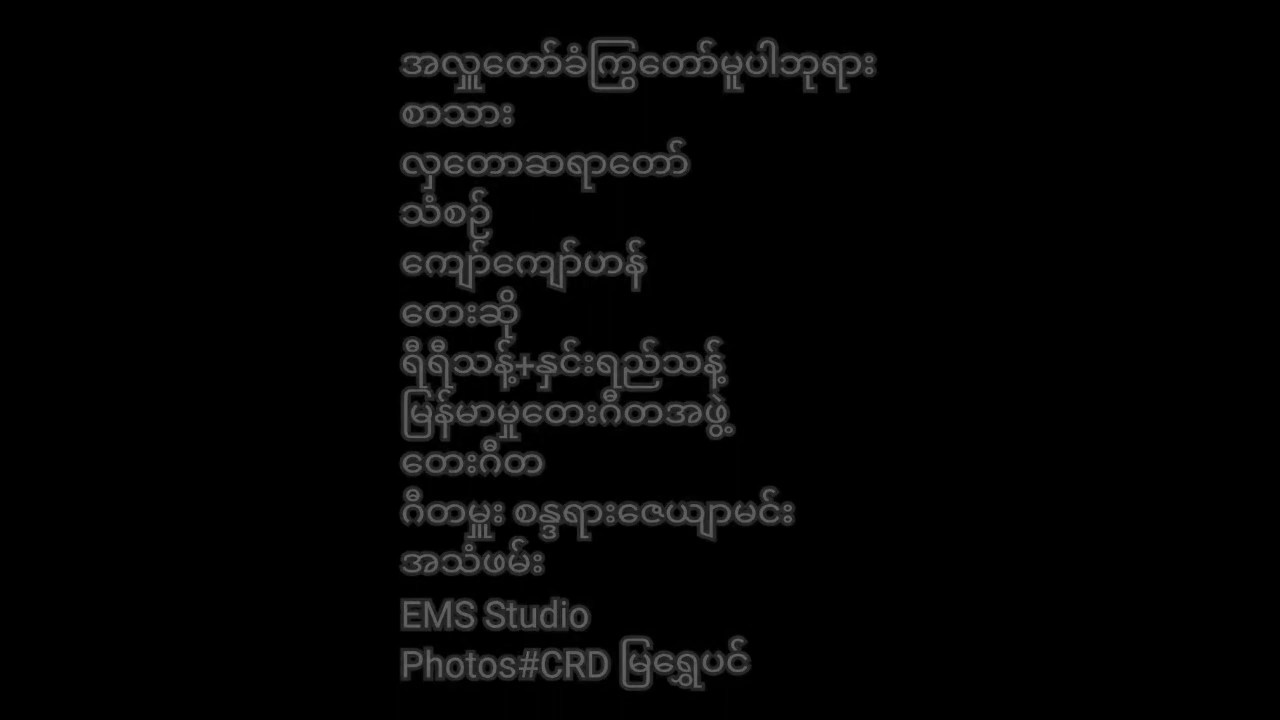 အလှူတော်ခံကြွတော်မူပါဘုရား
စာသား
လှတောဆရာတော်
သံစဉ်
ကျော်ကျော်ဟန်
တေးဆို
ရီရီသန့်+နှင်းရည်သန့်
မြန်မာမှုတေးဂီတအဖွဲ့
တေးဂီတ
ဂီတမှူး စန္ဒရားဇေယျာမင်း
အသံဖမ်း
EMS Studio
Photos#CRD မြရွှေပင်